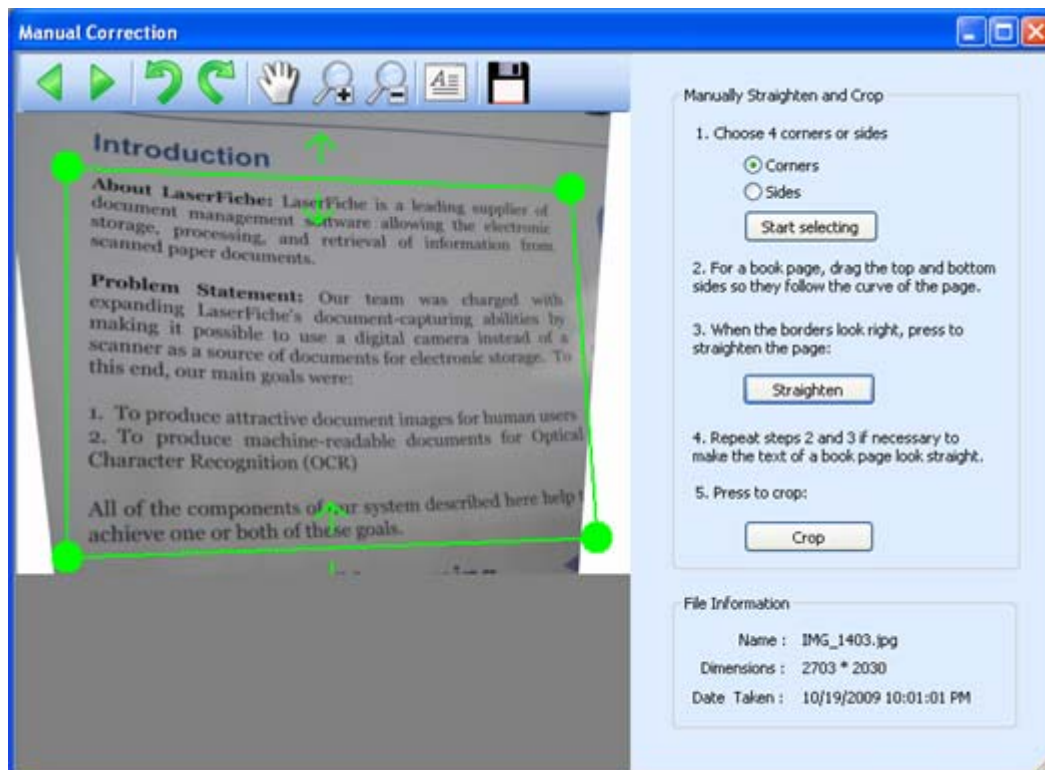 Manual Correction
Introduction
About LaserFiche: LaserFiche is a leading supplier of
document management software allowing the electronic
storage, processing, and retrieval of information from
scanned paper documents.
Problem Statement: Our team was charged with
expanding LaserFiche's document-capturing abilities by
making it possible to use a digital camera instead of a
scanner as a source of documents for electronic storage. To
this end, our main goals were:
1. To produce attractive document images for human users
2. To produce machine-readable documents for Optical
Character Recognition (OCR)
All of the components of our system described here help
achieve one or both of these goals.
Manually Straighten and Crop
1. Choose 4 corners or sides
Corners
Sides
Start selecting
2. For a book page, drag the top and bottom
sides so they follow the curve of the page.
3. When the borders look right, press to
straighten the page:
Straighten
4. Repeat steps 2 and 3 if necessary to
make the text of a book page look straight.
5. Press to crop:
Crop
File Information
Name : IMG_1403.jpg
Dimensions : 2703 * 2030
Date Taken : 10/19/2009 10:01:01 PM